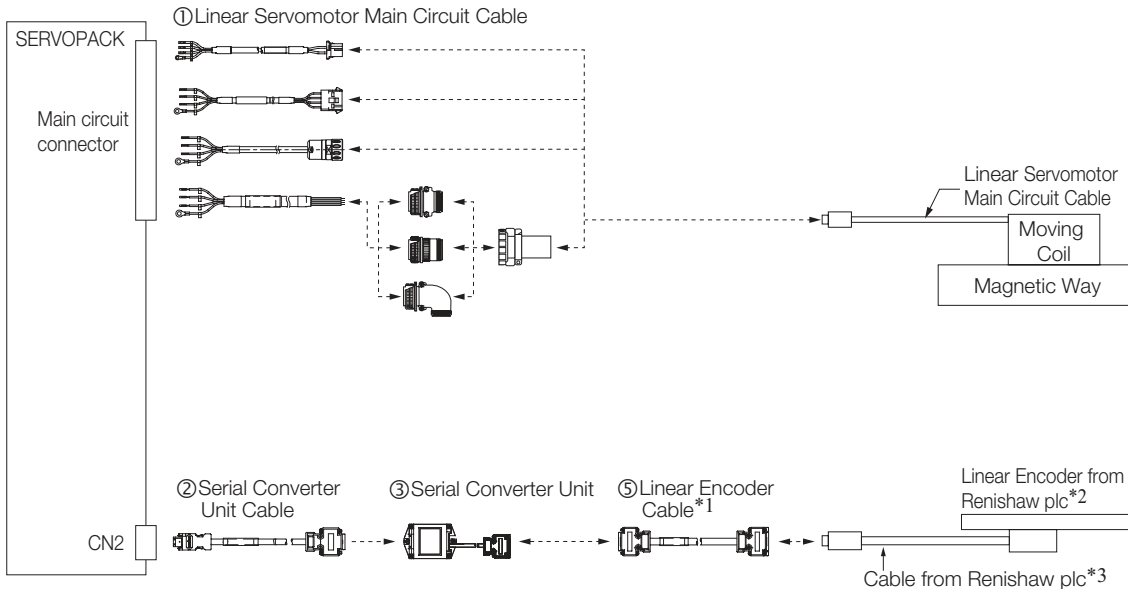 ①Linear Servomotor Main Circuit Cable
SERVOPACK
Main circuit
connector
Linear Servomotor
Main Circuit Cable
Moving
Coil
Magnetic Way
②Serial Converter
Unit Cable
③Serial Converter Unit
⑤Linear Encoder
Cable*1
Linear Encoder from
Renishaw plc*2
CN2
Cable from Renishaw plc*3